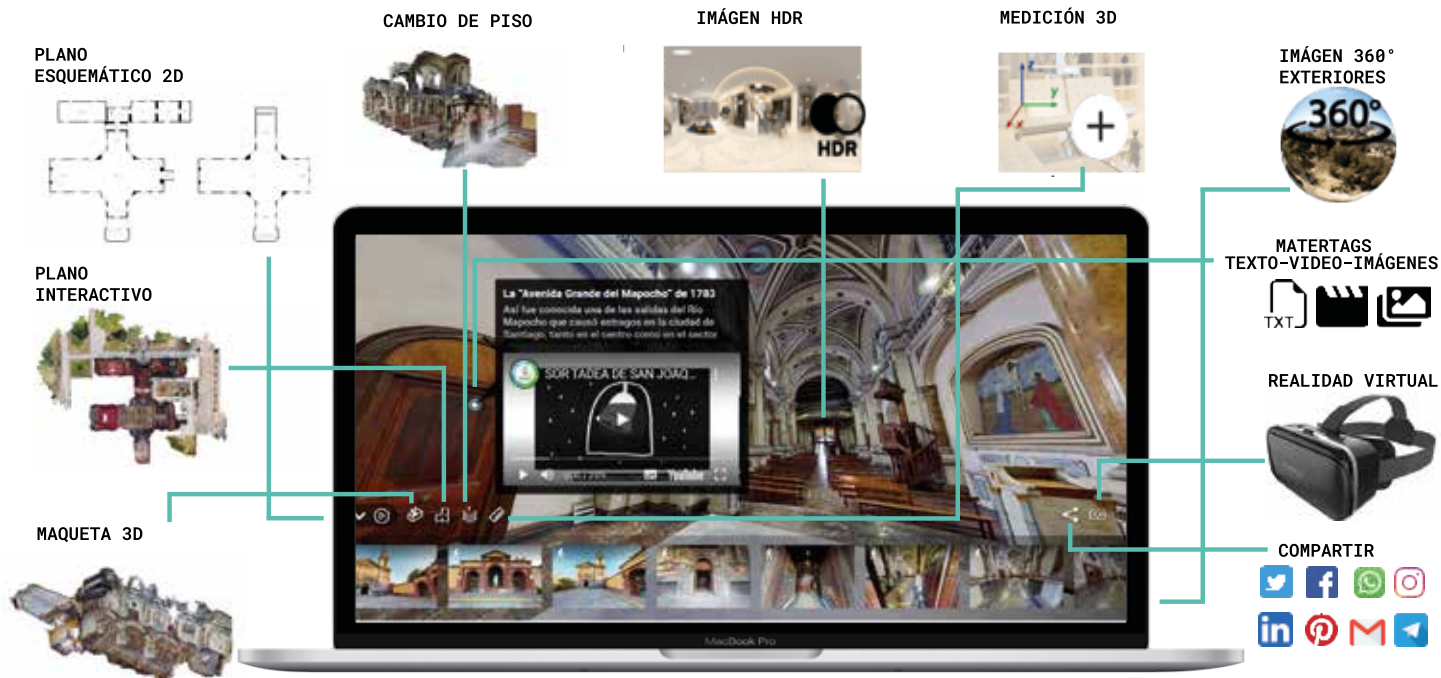 CAMBIO DE PISO
IMÁGEN HDR
MEDICIÓN 3D
PLANO
ESQUEMÁTICO 2D
IMÁGEN 360°
EXTERIORES
360°
HDR
z
y
x
MATERTAGS
TEXTO-VIDEO-IMÁGENES
TXT
PLANO
INTERACTIVO
La "Avenida Grande del Mapocho" de 1783
Así fue conocida una de las salidas del Río
Mapocho que causó estragos en la ciudad de
Santiago, tanto en el centro como en el sector
SOR TADEA DE SAN JOAQ...
YouTube
REALIDAD VIRTUAL
MAQUETA 3D
COMPARTIR
in
MacBook Pro